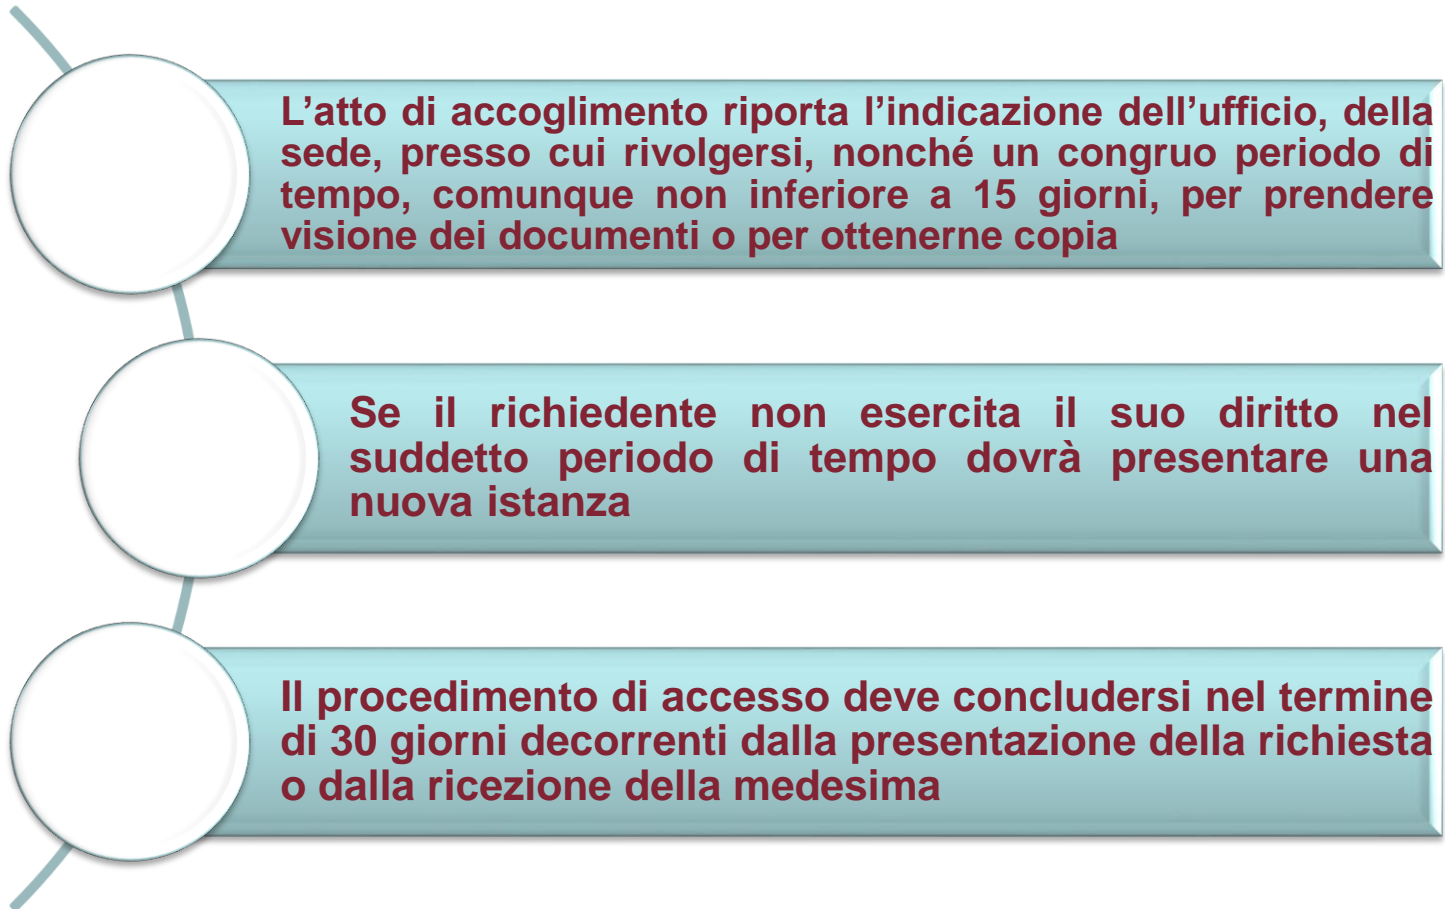 L’atto di accoglimento riporta l’indicazione dell’ufficio, della
sede, presso cui rivolgersi, nonché un congruo periodo di
tempo, comunque non inferiore a 15 giorni, per prendere
visione dei documenti o per ottenerne copia
Se il richiedente non esercita il suo diritto nel
suddetto periodo di tempo dovrà presentare una
nuova istanza
Il procedimento di accesso deve concludersi nel termine
di 30 giorni decorrenti dalla presentazione della richiesta
o dalla ricezione della medesima